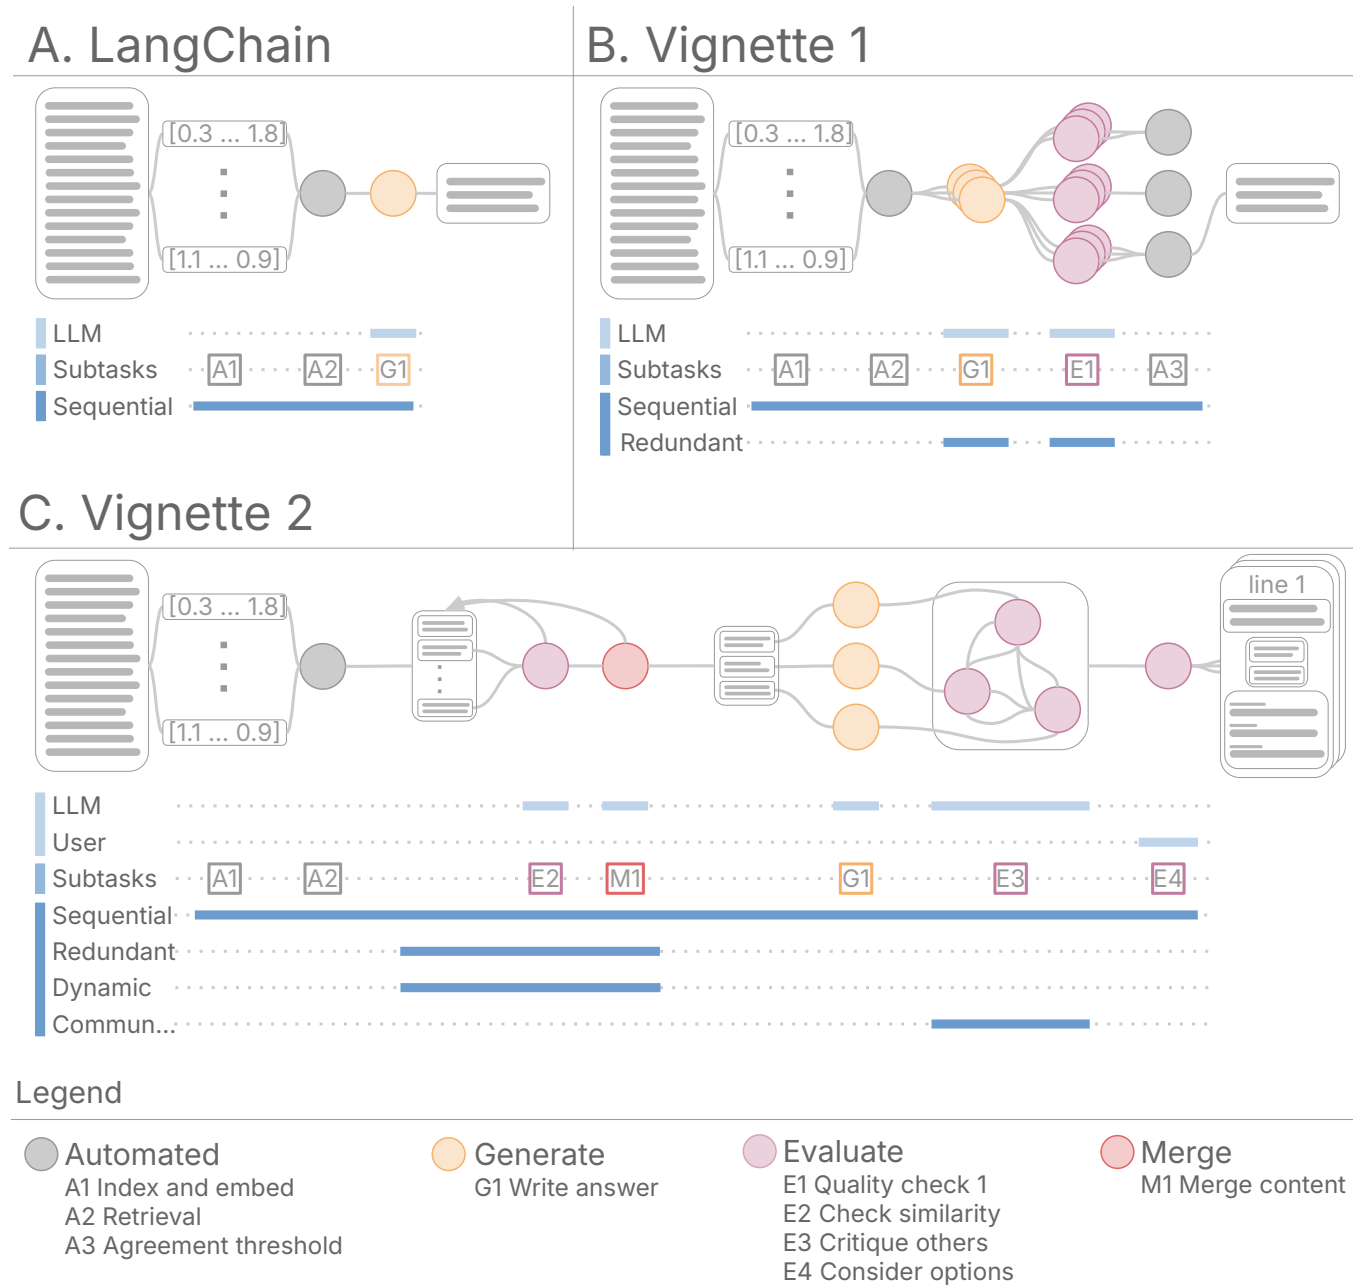 A. LangChain
[0.3 ... 1.8]
[1.1 ... 0.9]
LLM
Subtasks A1 A2 G1
Sequential
B. Vignette 1
[0.3 ... 1.8]
[1.1 ... 0.9]
LLM
Subtasks A1 A2 G1 E1 A3
Sequential
Redundant
C. Vignette 2
[0.3 ... 1.8]
[1.1 ... 0.9]
line 1
LLM
User
Subtasks A1 A2 E2 M1 G1 E3 E4
Sequential
Redundant
Dynamic
Commun...
Legend
Automated
A1 Index and embed
A2 Retrieval
A3 Agreement threshold
Generate
G1 Write answer
Evaluate
E1 Quality check 1
E2 Check similarity
E3 Critique others
E4 Consider options
Merge
M1 Merge content